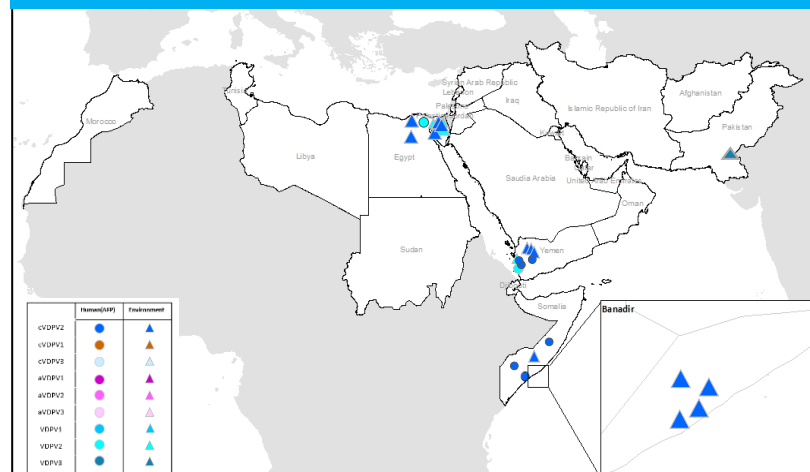 Tunisia
Syrian Arab Republic
Lebanon
Afghanistan
Morocco
Iraq
Islamic Republic of Iran
Pakistan
Libya
Egypt
Bahrain
Saudi Arabia
United Arab Emirates
Oman
Sudan
Yemen
Djibouti
Somalia
Human(AFP) Environment
cVDPV2
cVDPV1
cVDPV3
aVDPV1
aVDPV2
aVDPV3
VDPV1
VDPV2
VDPV3
Banadir